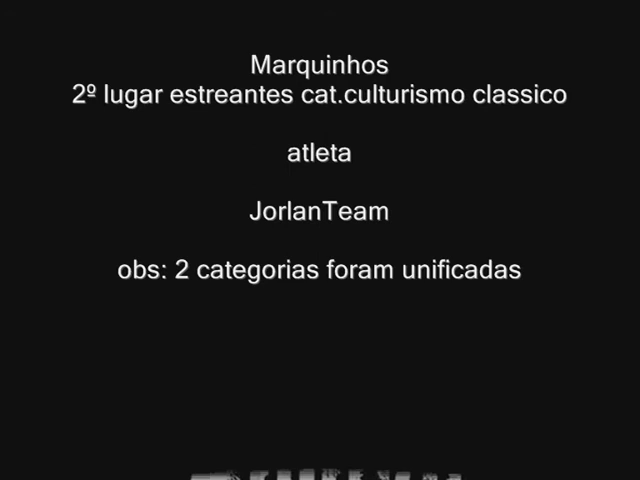 Marquinhos
2º lugar estreantes cat.culturismo classico
atleta
JorlanTeam
obs: 2 categorias foram unificadas